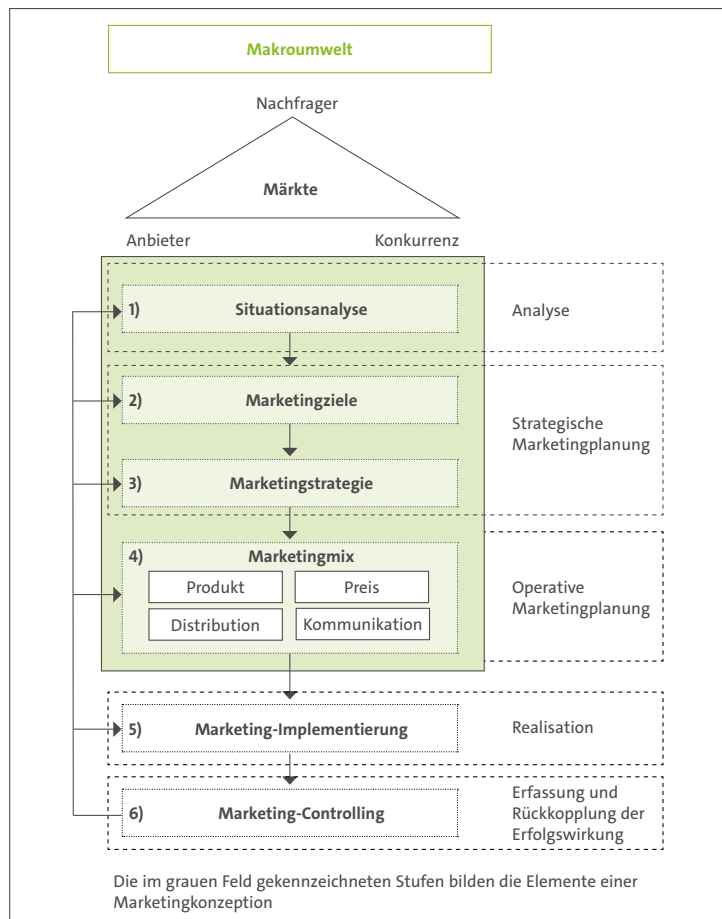 Makroumwelt
Nachfrager
Märkte
Anbieter
Konkurrenz
1)
Situationsanalyse
Analyse
2)
Marketingziele
Strategische
Marketingplanung
3)
Marketingstrategie
4)
Marketingmix
Produkt
Preis
Distribution
Kommunikation
Operative
Marketingplanung
5)
Marketing-Implementierung
Realisation
6)
Marketing-Controlling
Erfassung und
Rückkopplung der
Erfolgswirkung
Die im grauen Feld gekennzeichneten Stufen bilden die Elemente einer
Marketingkonzeption